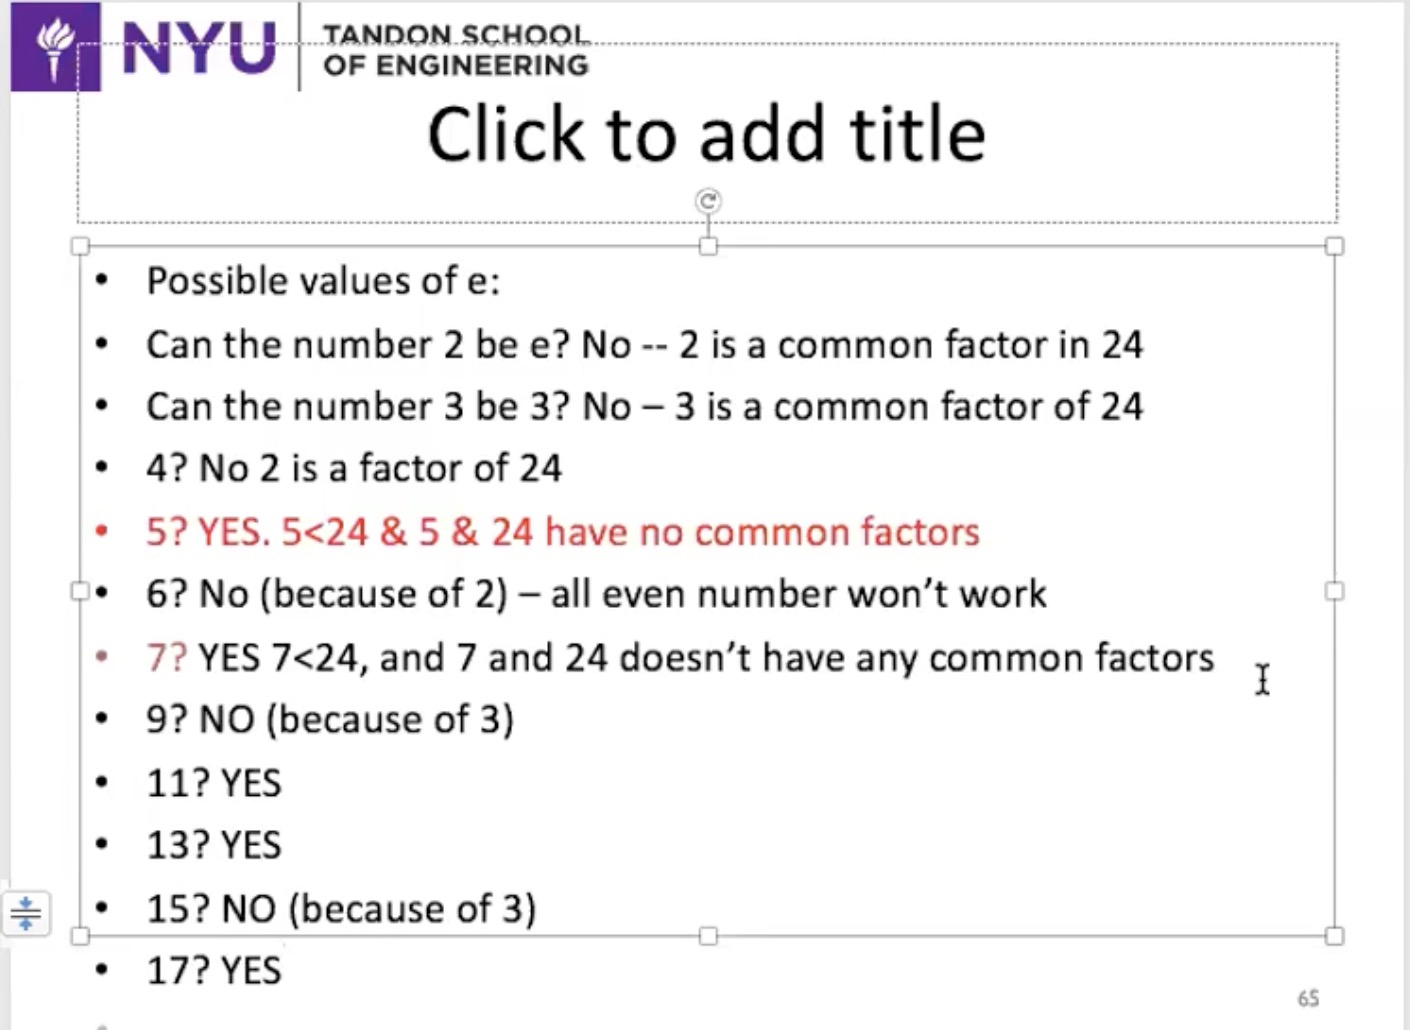 NYU
TANDON SCHOOL
OF ENGINEERING
Click to add title
• Possible values of e:
• Can the number 2 be e? No -- 2 is a common factor in 24
• Can the number 3 be 3? No – 3 is a common factor of 24
• 4? No 2 is a factor of 24
• 5? YES. 5<24 & 5 & 24 have no common factors
• 6? No (because of 2) – all even number won’t work
• 7? YES 7<24, and 7 and 24 doesn’t have any common factors
• 9? NO (because of 3)
• 11? YES
• 13? YES
• 15? NO (because of 3)
• 17? YES
65